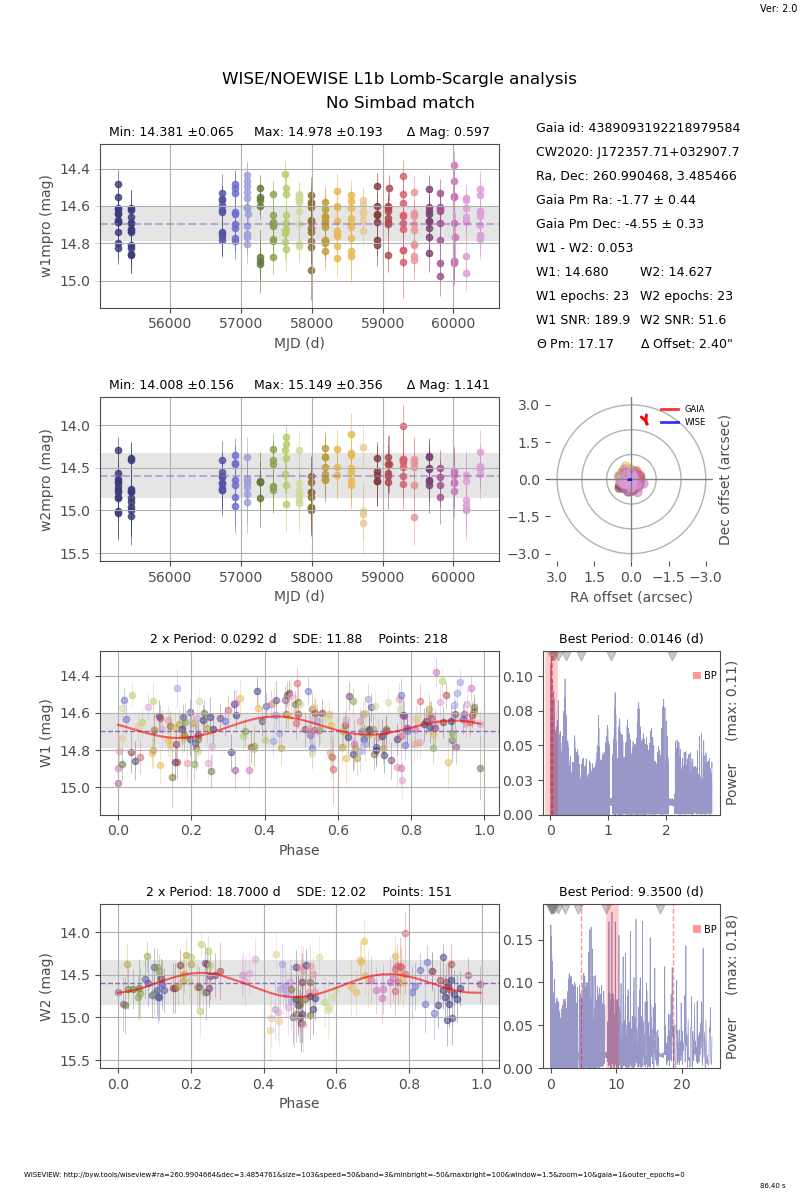 Ver: 2.0
WISE/NOEWISE L1b Lomb-Scargle analysis
No Simbad match
Min: 14.381 ±0.065 Max: 14.978 ±0.193 Δ Mag: 0.597
14.4
14.6
14.8
15.0
w1mpro (mag)
56000 57000 58000 59000 60000
MJD (d)
Gaia id: 4389093192218979584
CW2020: J172357.71+032907.7
Ra, Dec: 260.990468, 3.485466
Gaia Pm Ra: -1.77 ± 0.44
Gaia Pm Dec: -4.55 ± 0.33
W1 - W2: 0.053
W1: 14.680 W2: 14.627
W1 epochs: 23 W2 epochs: 23
W1 SNR: 189.9 W2 SNR: 51.6
Θ Pm: 17.17 Δ Offset: 2.40"
Min: 14.008 ±0.156 Max: 15.149 ±0.356 Δ Mag: 1.141
14.0
14.5
15.0
15.5
w2mpro (mag)
56000 57000 58000 59000 60000
MJD (d)
3.0
1.5
0.0
−1.5
−3.0
GAIA
WISE
Dec offset (arcsec)
3.0 1.5 0.0 −1.5 −3.0
RA offset (arcsec)
2 x Period: 0.0292 d SDE: 11.88 Points: 218
14.4
14.6
14.8
15.0
W1 (mag)
0.0 0.2 0.4 0.6 0.8 1.0
Phase
Best Period: 0.0146 (d)
0.10
0.08
0.05
0.03
0.00
BP
Power (max: 0.11)
0 1 2
2 x Period: 18.7000 d SDE: 12.02 Points: 151
14.0
14.5
15.0
15.5
W2 (mag)
0.0 0.2 0.4 0.6 0.8 1.0
Phase
Best Period: 9.3500 (d)
0.15
0.10
0.05
0.00
BP
Power (max: 0.18)
0 10 20
WISEVIEW: http://byw.tools/wiseview#ra=260.9904664&dec=3.4854761&size=103&speed=50&band=3&minbright=-50&maxbright=100&window=1.5&zoom=10&gaia=1&outer_epochs=0
86.40 s